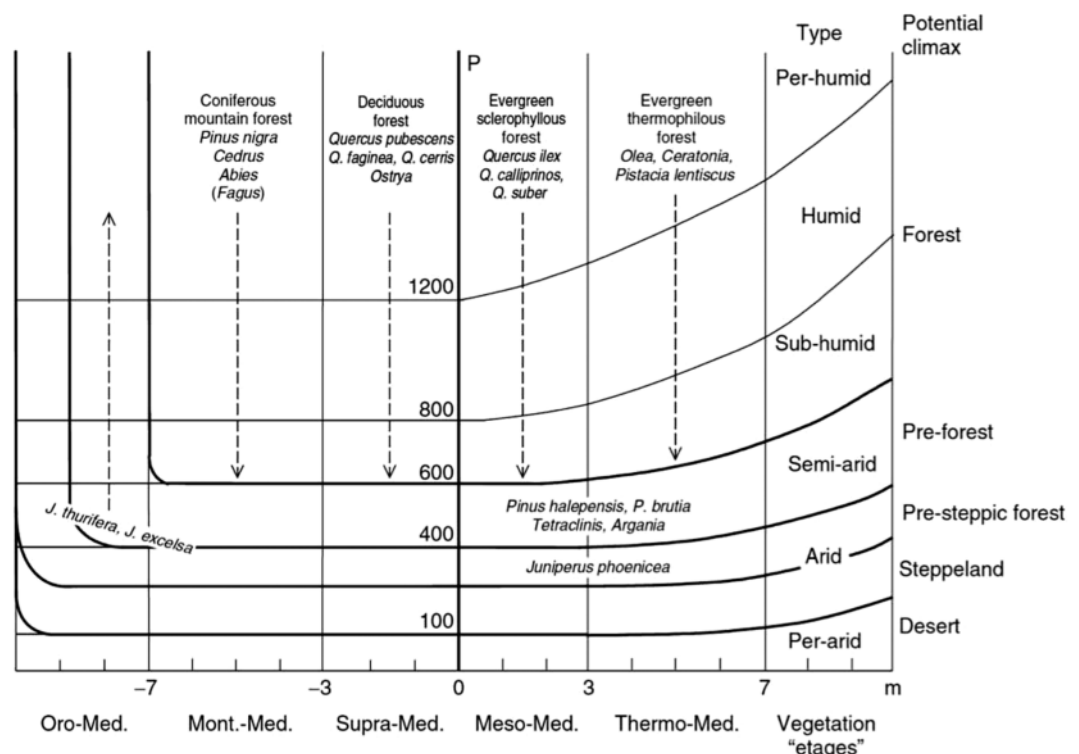 Type
Potential
climax
P
Per-humid
Coniferous
mountain forest
Pinus nigra
Cedrus
Abies
(Fagus)
Deciduous
forest
Quercus pubescens
Q. faginea, Q. cerris
Ostrya
Evergreen
sclerophyllous
forest
Quercus ilex
Q. calliprinos,
Q. suber
Evergreen
thermophilous
forest
Olea, Ceratonia,
Pistacia lentiscus
Humid
Forest
1200
Sub-humid
800
Pre-forest
Semi-arid
600
Pinus halepensis, P. brutia
Tetraclinis, Argania
Pre-steppic forest
J. thurifera, J. excelsa
400
Juniperus phoenicea
Arid
Steppeland
100
Desert
Per-arid
-7
-3
0
3
7
m
Oro-Med.
Mont.-Med.
Supra-Med.
Meso-Med.
Thermo-Med.
Vegetation
"etages"